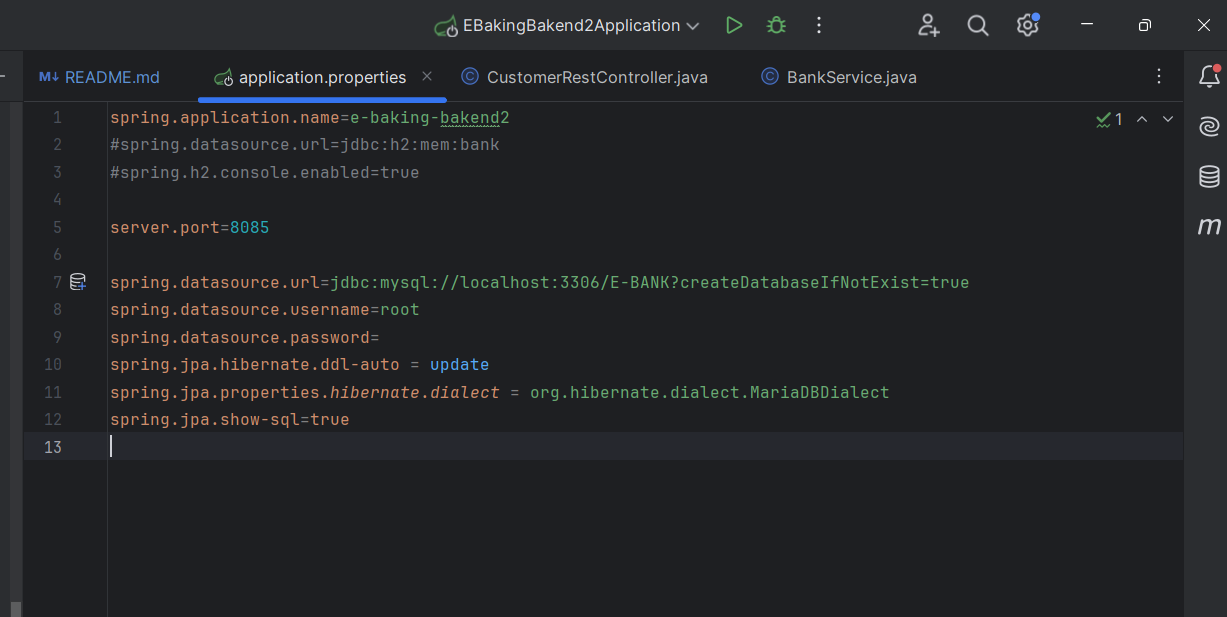 EBakingBakend2Application
M↓ README.md
application.properties
CustomerRestController.java
BankService.java
1 spring.application.name=e-baking-bakend2
1
2 #spring.datasource.url=jdbc:h2:mem:bank
3 #spring.h2.console.enabled=true
4
5 server.port=8085
6
7 spring.datasource.url=jdbc:mysql://localhost:3306/E-BANK?createDatabaseIfNotExist=true
8 spring.datasource.username=root
9 spring.datasource.password=
10 spring.jpa.hibernate.ddl-auto = update
11 spring.jpa.properties.hibernate.dialect = org.hibernate.dialect.MariaDBDialect
12 spring.jpa.show-sql=true
13
m